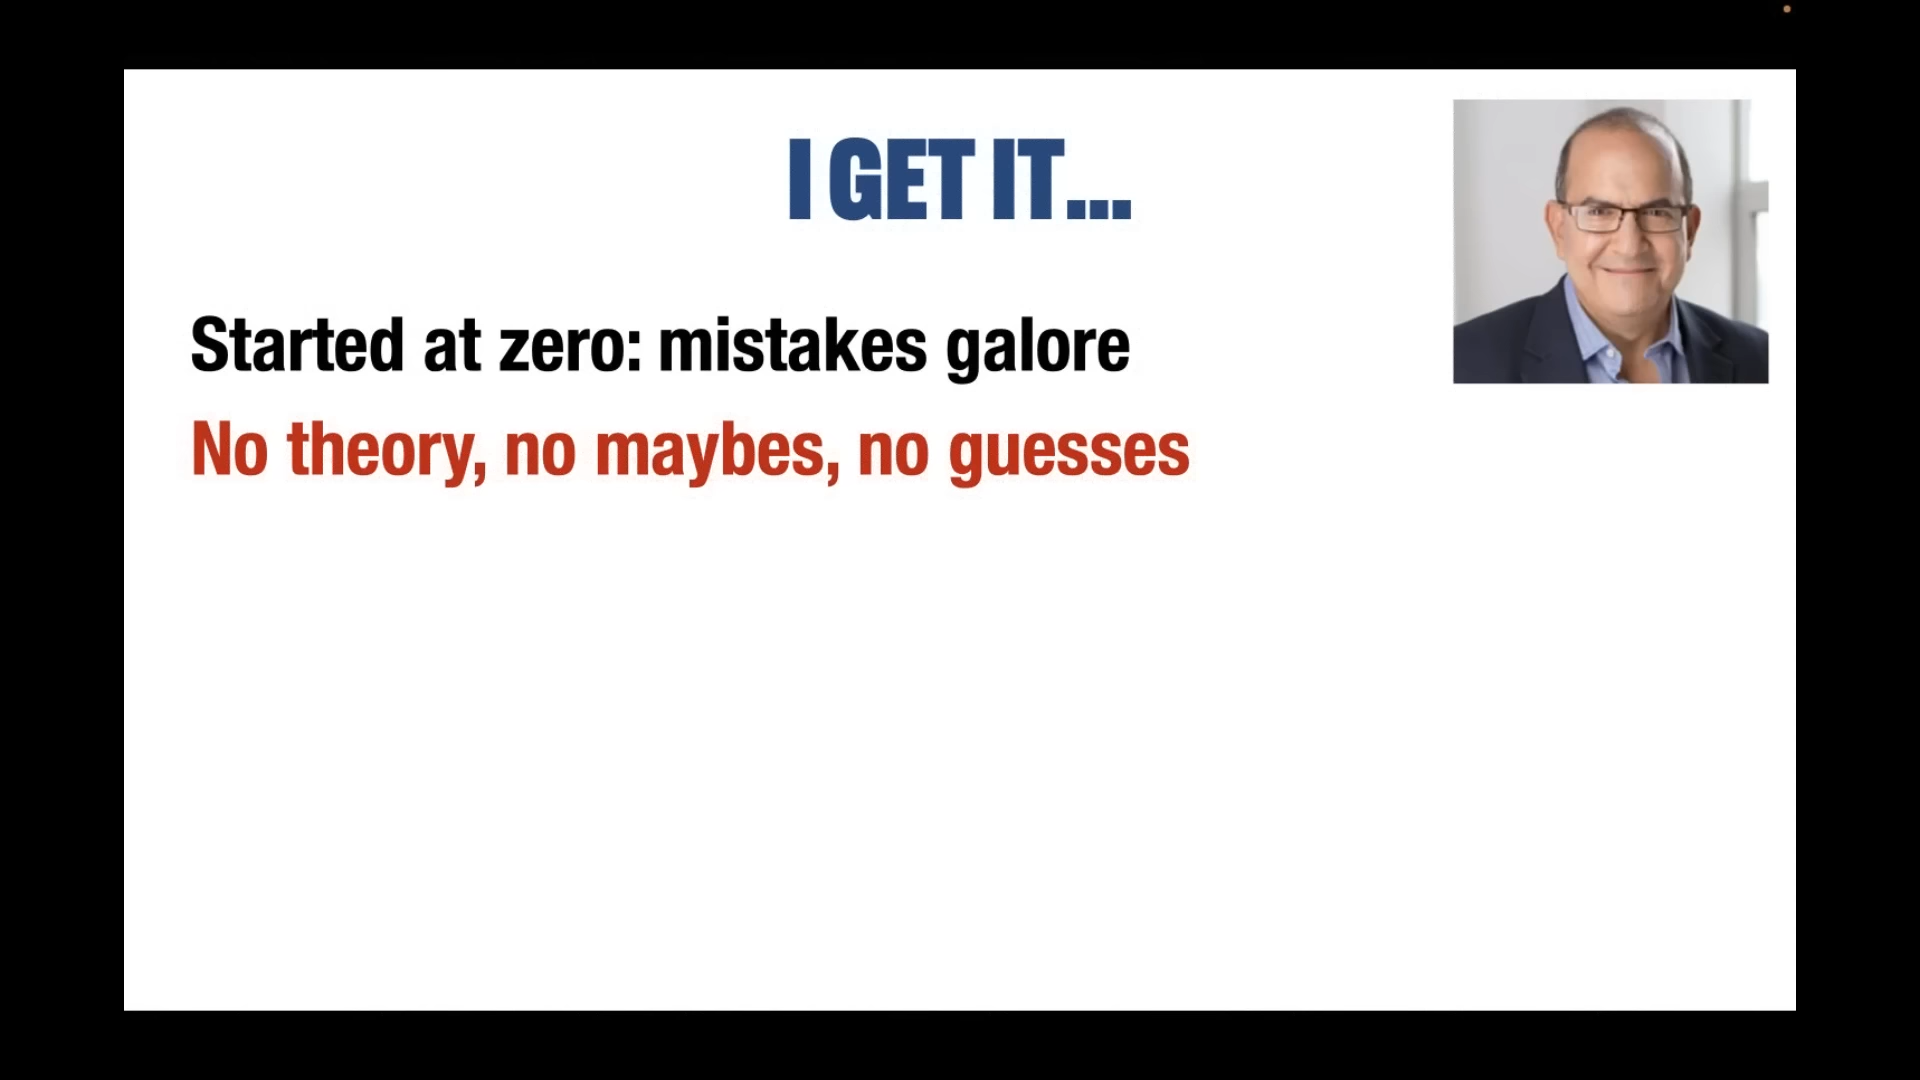 I GET IT...
Started at zero: mistakes galore
No theory, no maybes, no guesses